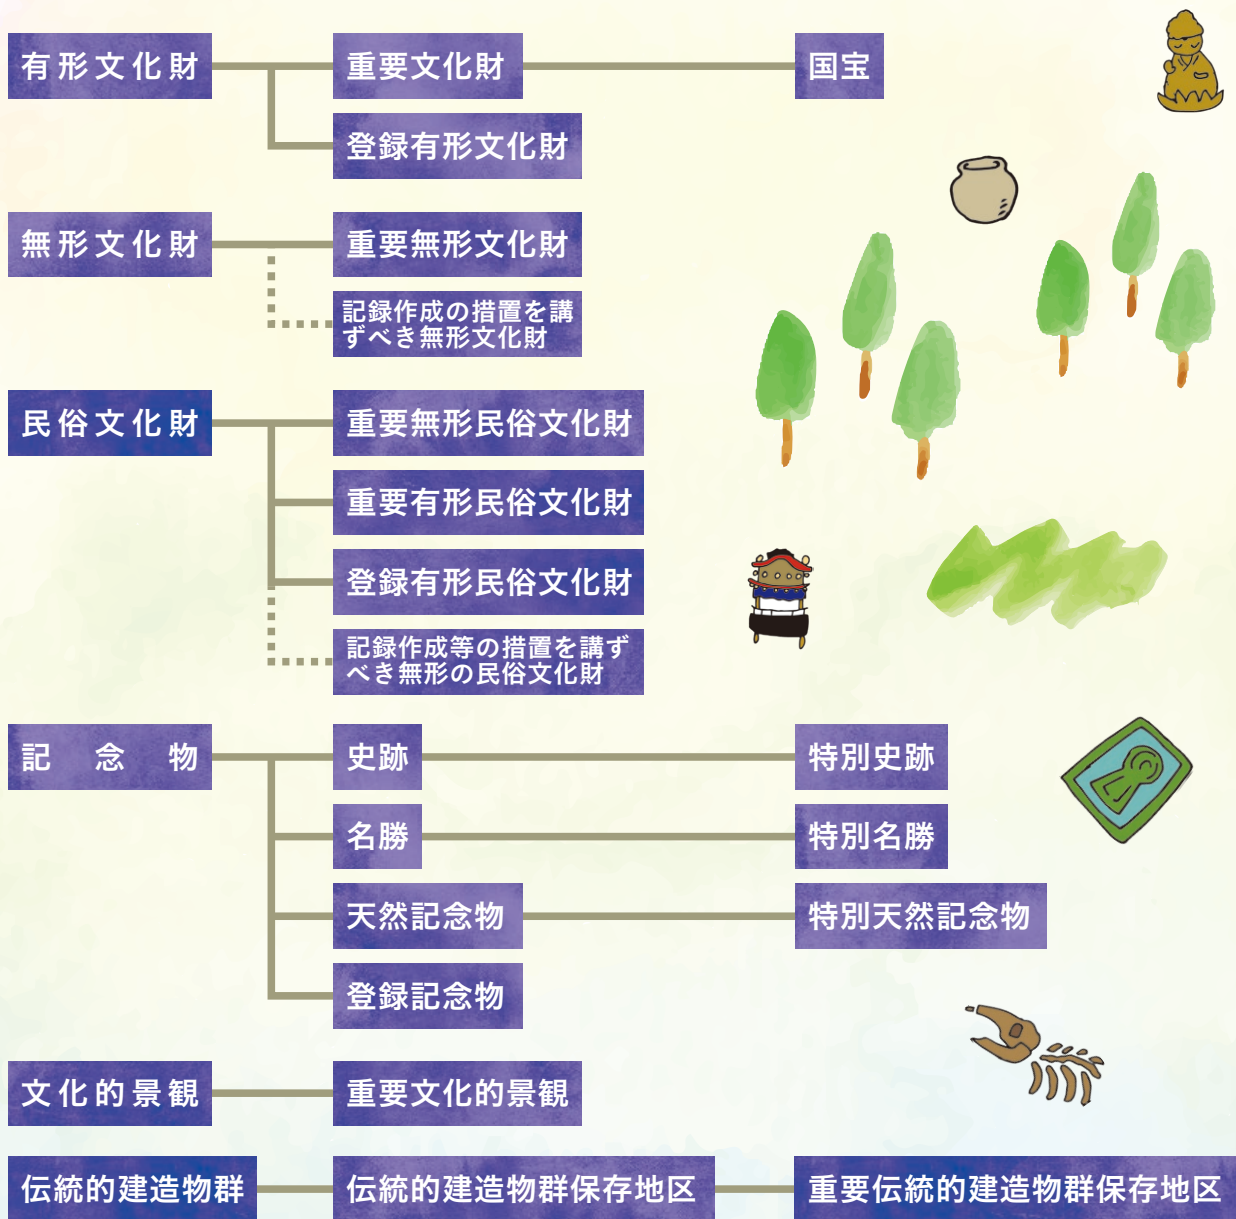 有形文化財
重要文化財
国宝
登録有形文化財
無形文化財
重要無形文化財
記録作成の措置を講
ずべき無形文化財
民俗文化財
重要無形民俗文化財
重要有形民俗文化財
登録有形民俗文化財
記録作成等の措置を講ず
べき無形の民俗文化財
記念物
史跡
特別史跡
名勝
特別名勝
天然記念物
特別天然記念物
登録記念物
文化的景観
重要文化的景観
伝統的建造物群
伝統的建造物群保存地区
重要伝統的建造物群保存地区